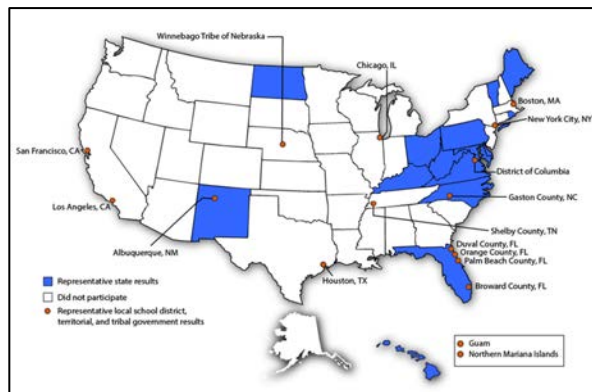 Winnebago Tribe of Nebraska
Chicago, IL
Boston, MA
New York City, NY
San Francisco, CA
District of Columbia
Los Angeles, CA
Gaston County, NC
Shelby County, TN
Albuquerque, NM
Duval County, FL
Orange County, FL
Palm Beach County, FL
Houston, TX
Broward County, FL
Representative state results
Did not participate
Representative local school district,
territorial, and tribal government results
Guam
Northern Mariana Islands